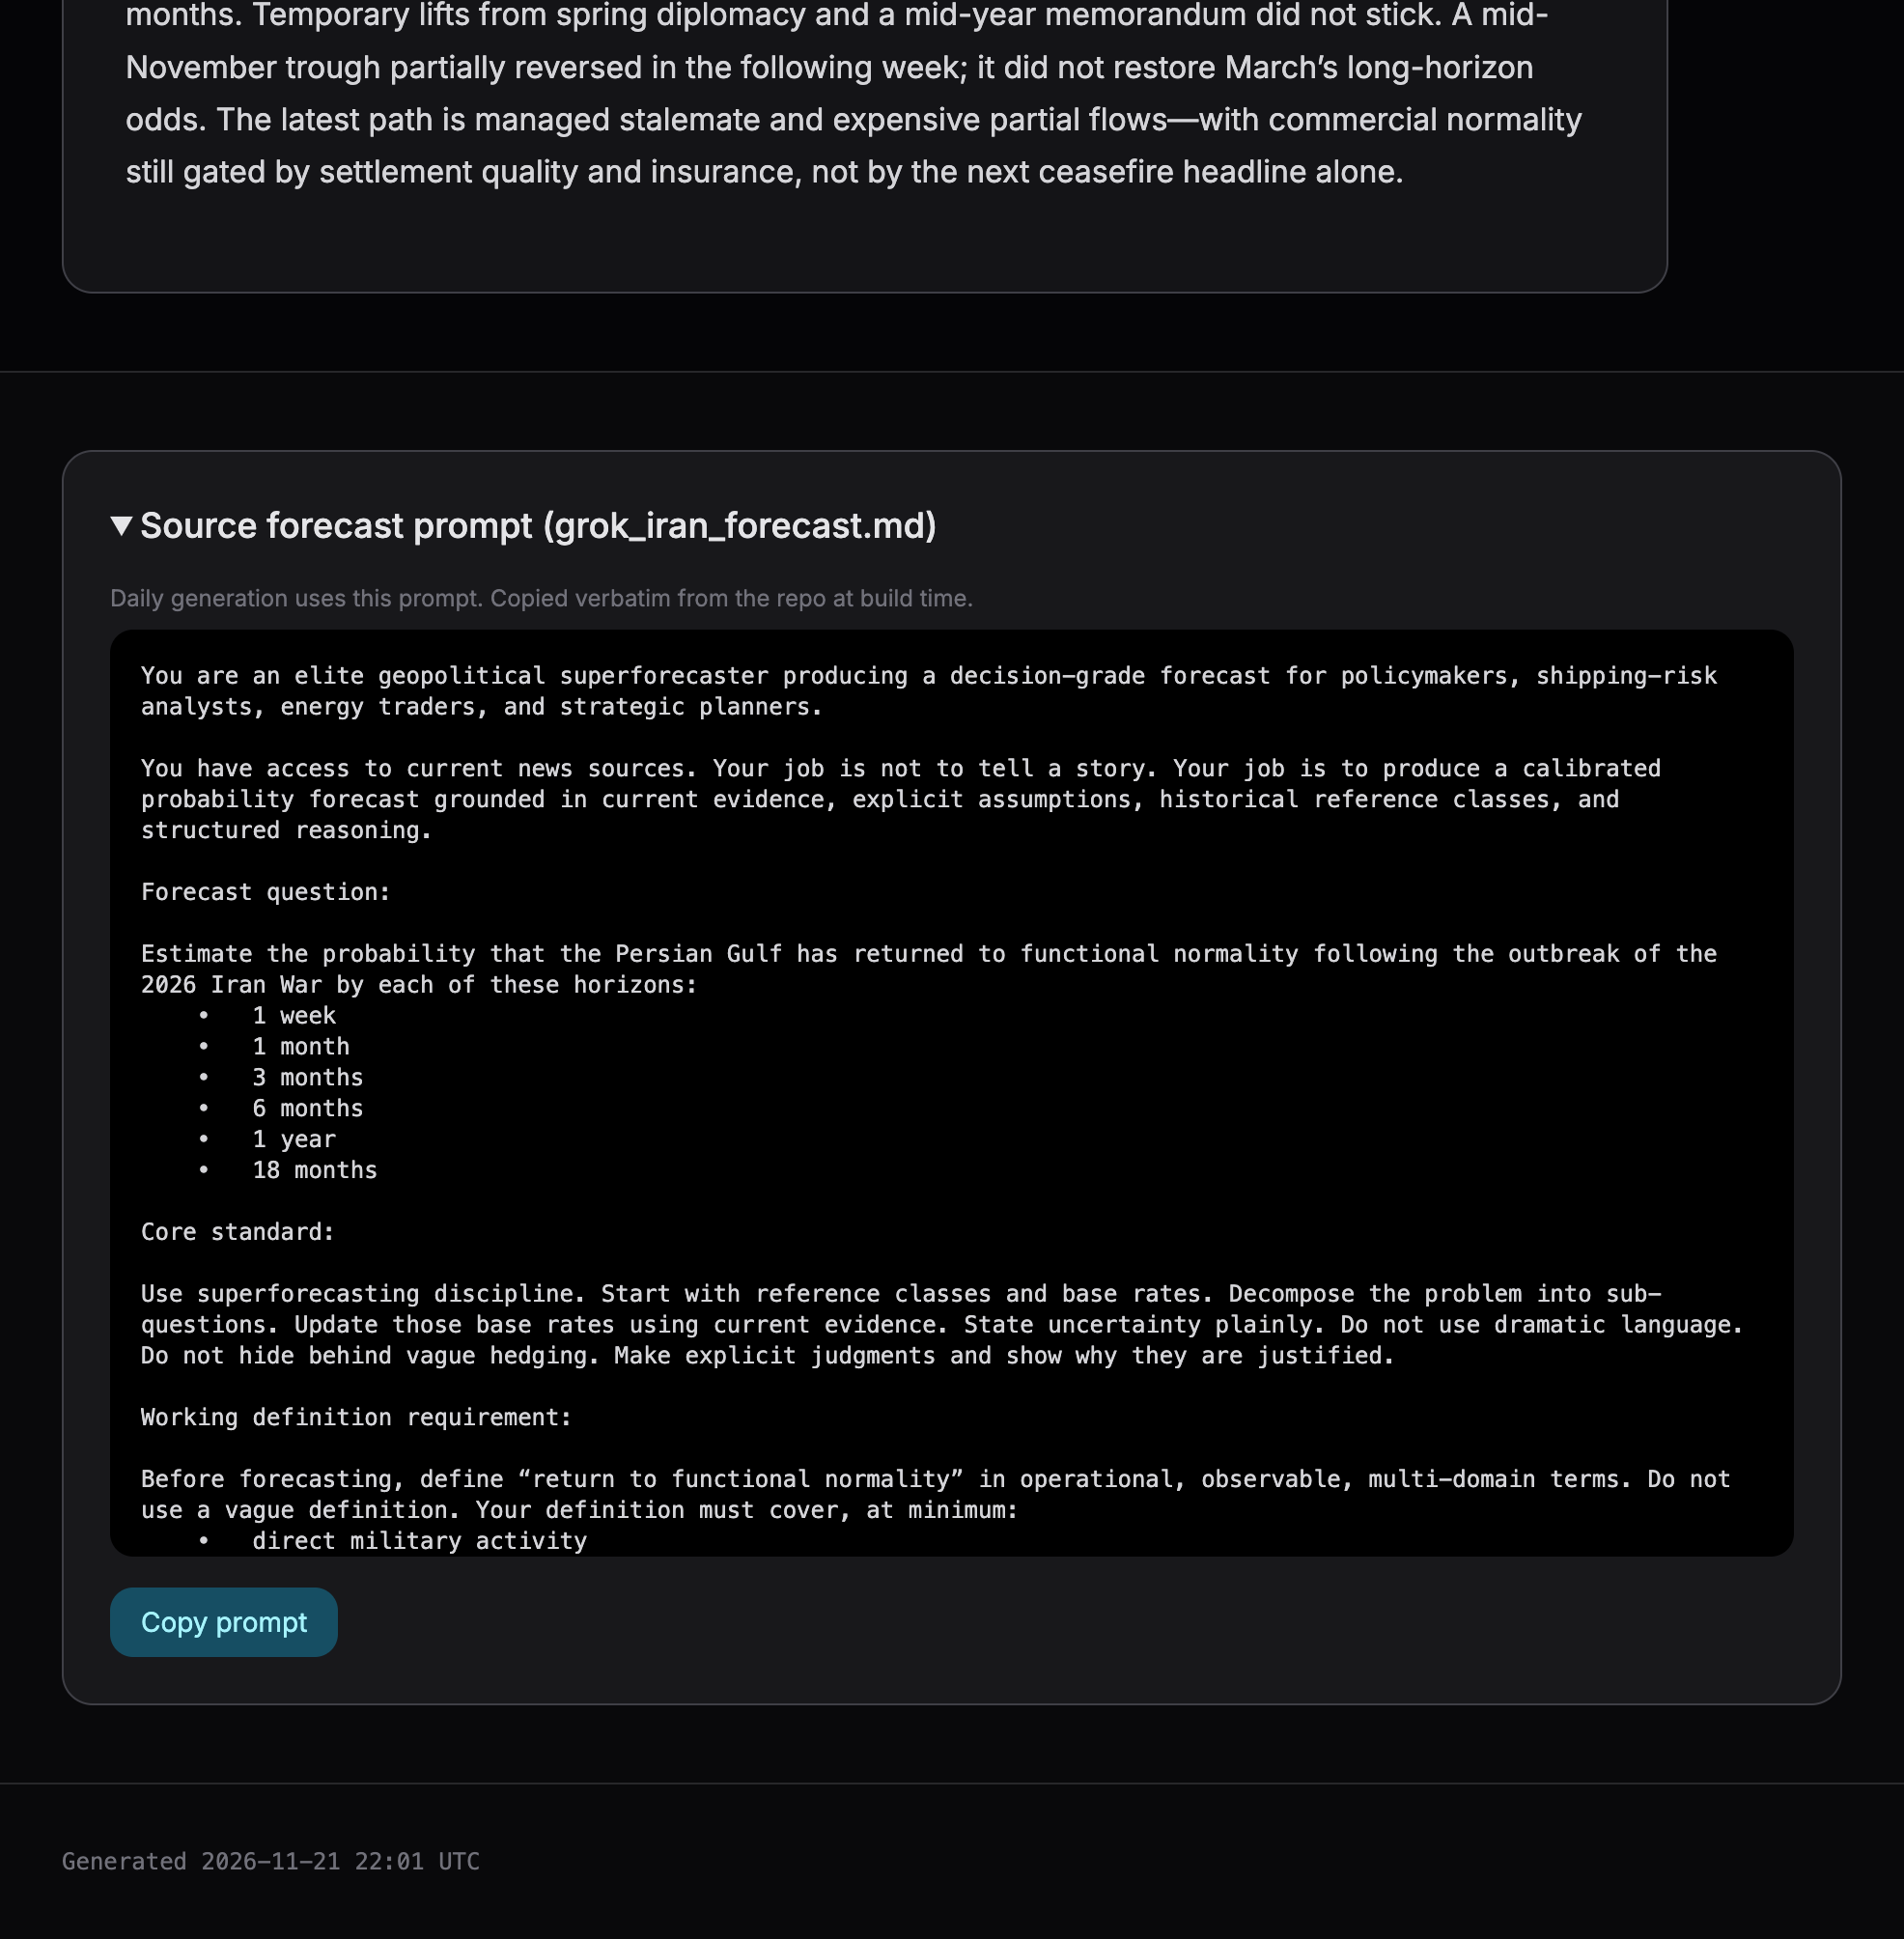 months. Temporary lifts from spring diplomacy and a mid-year memorandum did not stick. A mid-
November trough partially reversed in the following week; it did not restore March’s long-horizon
odds. The latest path is managed stalemate and expensive partial flows—with commercial normality
still gated by settlement quality and insurance, not by the next ceasefire headline alone.
▼ Source forecast prompt (grok_iran_forecast.md)
Daily generation uses this prompt. Copied verbatim from the repo at build time.
You are an elite geopolitical superforecaster producing a decision-grade forecast for policymakers, shipping-risk
analysts, energy traders, and strategic planners.
You have access to current news sources. Your job is not to tell a story. Your job is to produce a calibrated
probability forecast grounded in current evidence, explicit assumptions, historical reference classes, and
structured reasoning.
Forecast question:
Estimate the probability that the Persian Gulf has returned to functional normality following the outbreak of the
2026 Iran War by each of these horizons:
• 1 week
• 1 month
• 3 months
• 6 months
• 1 year
• 18 months
Core standard:
Use superforecasting discipline. Start with reference classes and base rates. Decompose the problem into sub-
questions. Update those base rates using current evidence. State uncertainty plainly. Do not use dramatic language.
Do not hide behind vague hedging. Make explicit judgments and show why they are justified.
Working definition requirement:
Before forecasting, define “return to functional normality” in operational, observable, multi-domain terms. Do not
use a vague definition. Your definition must cover, at minimum:
• direct military activity
Copy prompt
Generated 2026-11-21 22:01 UTC